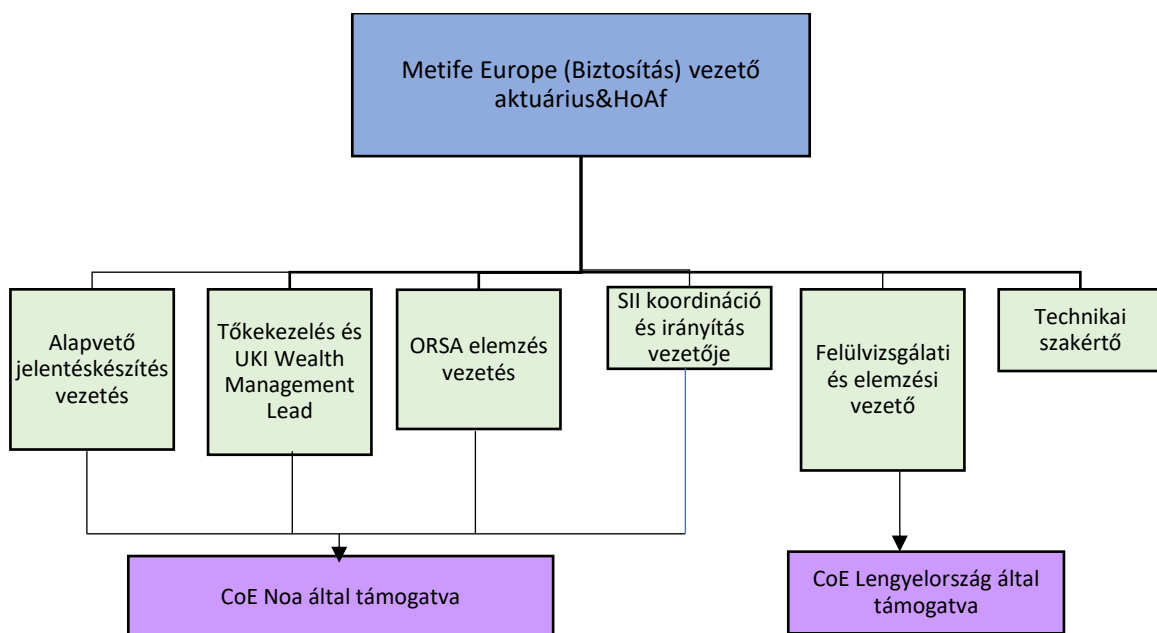 Metife Europe (Biztosítás) vezető
aktuárius&HoAf
Alapvető
jelentéskészítés
vezetés
Tőkekezelés és
UKI Wealth
Management
Lead
ORSA elemzés
vezetés
SII koordináció
és irányítás
vezetője
Felülvizsgálati
és elemzési
vezető
Technikai
szakértő
CoE Noa által támogatva
CoE Lengyelország által
támogatva